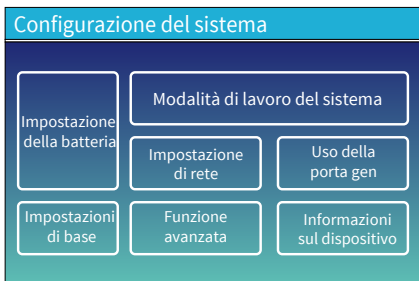 Configurazione del sistema
Impostazione
della batteria
Modalità di lavoro del sistema
Impostazione
di rete
Uso della
porta gen
Impostazioni
di base
Funzione
avanzata
Informazioni
sul dispositivo